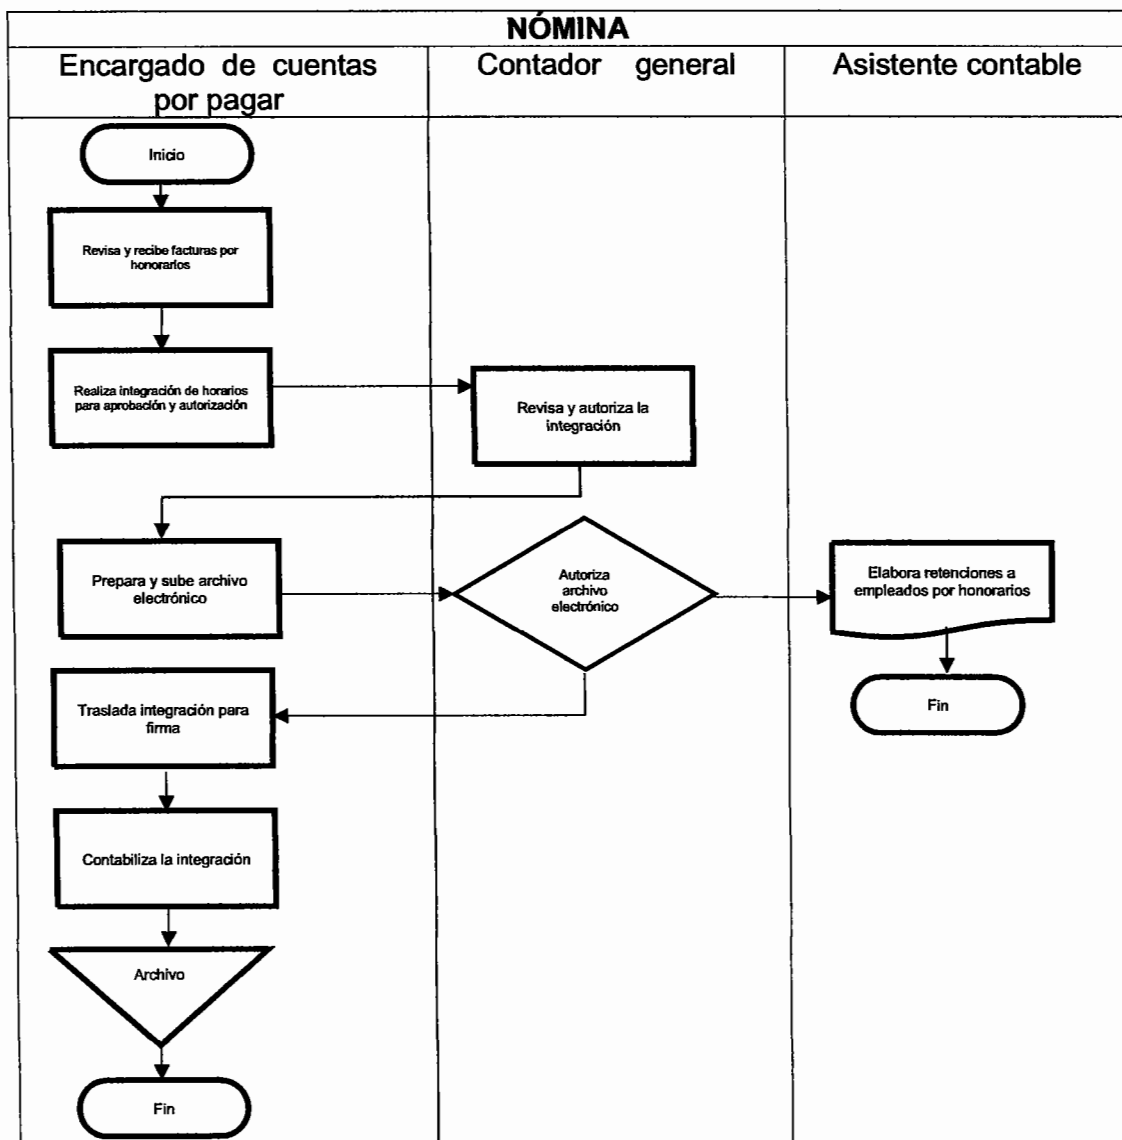 NÓMINA
Encargado de cuentas
por pagar
Contador general
Asistente contable
Inicio
Revisa y recibe facturas por
honorarios
Realiza integración de horarios
para aprobación y autorización
Revisa y autoriza la
integración
Prepara y sube archivo
electrónico
Autoriza
archivo
electrónico
Elabora retenciones a
empleados por honorarios
Traslada integración para
firma
Fin
Contabiliza la integración
Archivo
Fin